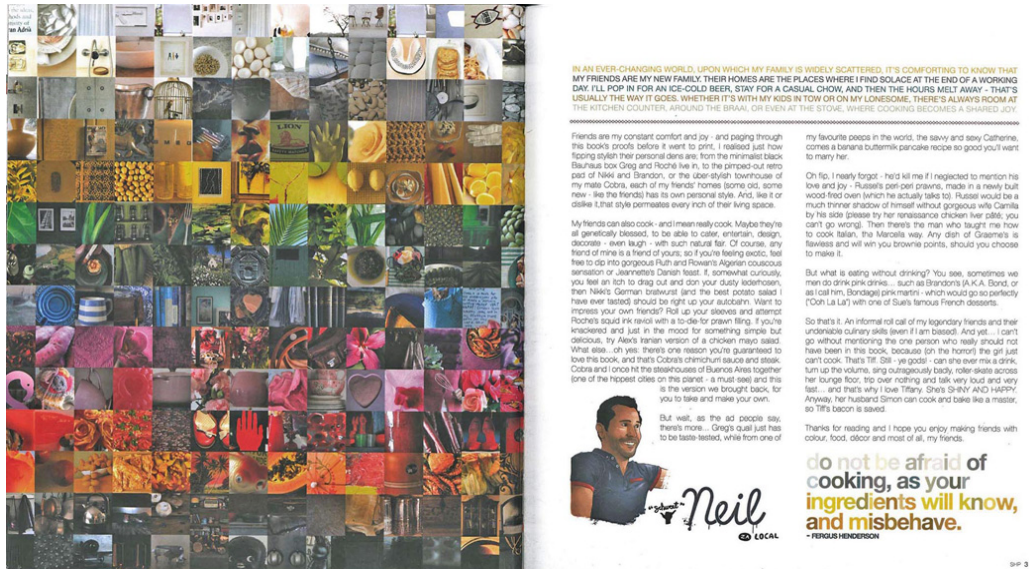 the ideas,
LION
IN AN EVER-CHANGING WORLD, UPON WHICH MY FAMILY IS WIDELY SCATTERED, IT'S COMFORTING TO KNOW THAT
MY FRIENDS ARE MY NEW FAMILY. THEIR HOMES ARE THE PLACES WHERE I FIND SOLACE AT THE END OF A WORKING
DAY. I'LL POP IN FOR AN ICE-COLD BEER, STAY FOR A CASUAL CHOW, AND THEN THE HOURS MELT AWAY - THAT'S
USUALLY THE WAY IT GOES. WHETHER IT'S WITH MY KIDS IN TOW OR ON MY LONESOME, THERE'S ALWAYS ROOM AT
THE KITCHEN COUNTER, AROUND THE BRAAI, OR EVEN AT THE STOVE, WHERE COOKING BECOMES A SHARED JOY.
Friends are my constant comfort and joy - and paging through
this book's proofs before it went to print, I realised just how
flipping stylish their personal dens are; from the minimalist black
Bauhaus box Greg and Roché live in, to the pimped-out retro
pad of Nikki and Brandon, or the über-stylish townhouse of
my mate Cobra, each of my friends' homes (some old, some
new - like the friends) has its own personal style. And, like it or
dislike it, that style permeates every inch of their living space.
My friends can also cook - and I mean really cook. Maybe they're
all genetically blessed, to be able to cater, entertain, design,
decorate - even laugh - with such natural flair. Of course, any
friend of mine is a friend of yours; so if you're feeling exotic, feel
free to dip into gorgeous Ruth and Rowan's Algerian couscous
sensation or Jeannette's Danish feast. If, somewhat curiously,
you feel an itch to drag out and don your dusty lederhosen,
then Nikki's German bratwurst (and the best potato salad I
have ever tasted) should be right up your autobahn. Want to
impress your own friends? Roll up your sleeves and attempt
Roche's squid ink ravioli with a to-die-for prawn filling. If you're
knackered and just in the mood for something simple but
delicious, try Alex's Iranian version of a chicken mayo salad.
What else... oh yes: there's one reason you're guaranteed to
love this book, and that's Cobra's chimichurri sauce and steak.
Cobra and I once hit the steakhouses of Buenos Aires together
(one of the hippest cities on this planet - a must-see) and this
is the version we brought back, for
you to take and make your own.
But wait, as the ad people say,
there's more... Greg's quail just has
to be taste-tested, while from one of
my favourite peeps in the world, the savvy and sexy Catherine,
comes a banana buttermilk pancake recipe so good you'll want
to marry her.
Oh flip, I nearly forgot - he'd kill me if I neglected to mention his
love and joy - Russel's peri-peri prawns, made in a newly built
wood-fired oven (which he actually talks to). Russel would be a
much thinner shadow of himself without gorgeous wife Camilla
by his side (please try her renaissance chicken liver pâté; you
can't go wrong). Then there's the man who taught me how
to cook Italian, the Marcella way. Any dish of Graeme's is
flawless and will win you brownie points, should you choose
to make it.
But what is eating without drinking? You see, sometimes we
men do drink pink drinks... such as Brandon's (A.K.A. Bond, or
as I call him, Bondage) pink martini - which would go so perfectly
("Ooh La La") with one of Sue's famous French desserts.
So that's it. An informal roll call of my legendary friends and their
undeniable culinary skills (even if I am biased). And yet... I can't
go without mentioning the one person who really should not
have been in this book, because (oh the horror!) the girl just
can't cook. That's Tiff. Still - ye gods! - can she ever mix a drink,
turn up the volume, sing outrageously badly, roller-skate across
her lounge floor, trip over nothing and talk very loud and very
fast... and that's why I love Tiffany. She's SHINY AND HAPPY.
Anyway, her husband Simon can cook and bake like a master,
so Tiff's bacon is saved.
Thanks for reading and I hope you enjoy making friends with
colour, food, décor and most of all, my friends.
Neil
ZA LOCAL
do not be afraid of
cooking, as your
ingredients will know,
and misbehave.
- FERGUS HENDERSON
SHP 3